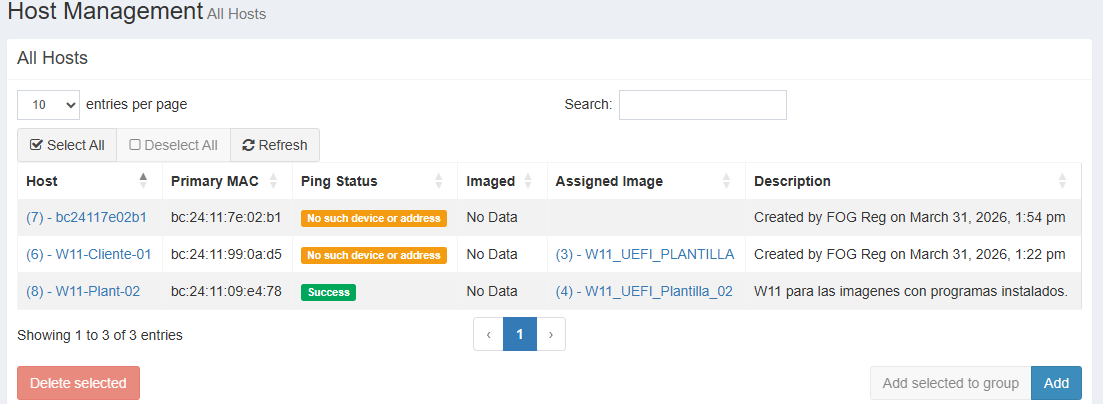 Host Management All Hosts
All Hosts
10 entries per page Search:
Select All Deselect All Refresh
Host Primary MAC Ping Status Imaged Assigned Image Description
(7) - bc24117e02b1 bc:24:11:7e:02:b1 No such device or address No Data Created by FOG Reg on March 31, 2026, 1:54 pm
(6) - W11-Cliente-01 bc:24:11:99:0a:d5 No such device or address No Data (3) - W11_UEFI_PLANTILLA Created by FOG Reg on March 31, 2026, 1:22 pm
(8) - W11-Plant-02 bc:24:11:09:e4:78 Success No Data (4) - W11_UEFI_Plantilla_02 W11 para las imagenes con programas instalados.
Showing 1 to 3 of 3 entries ‹ 1 ›
Delete selected Add selected to group Add